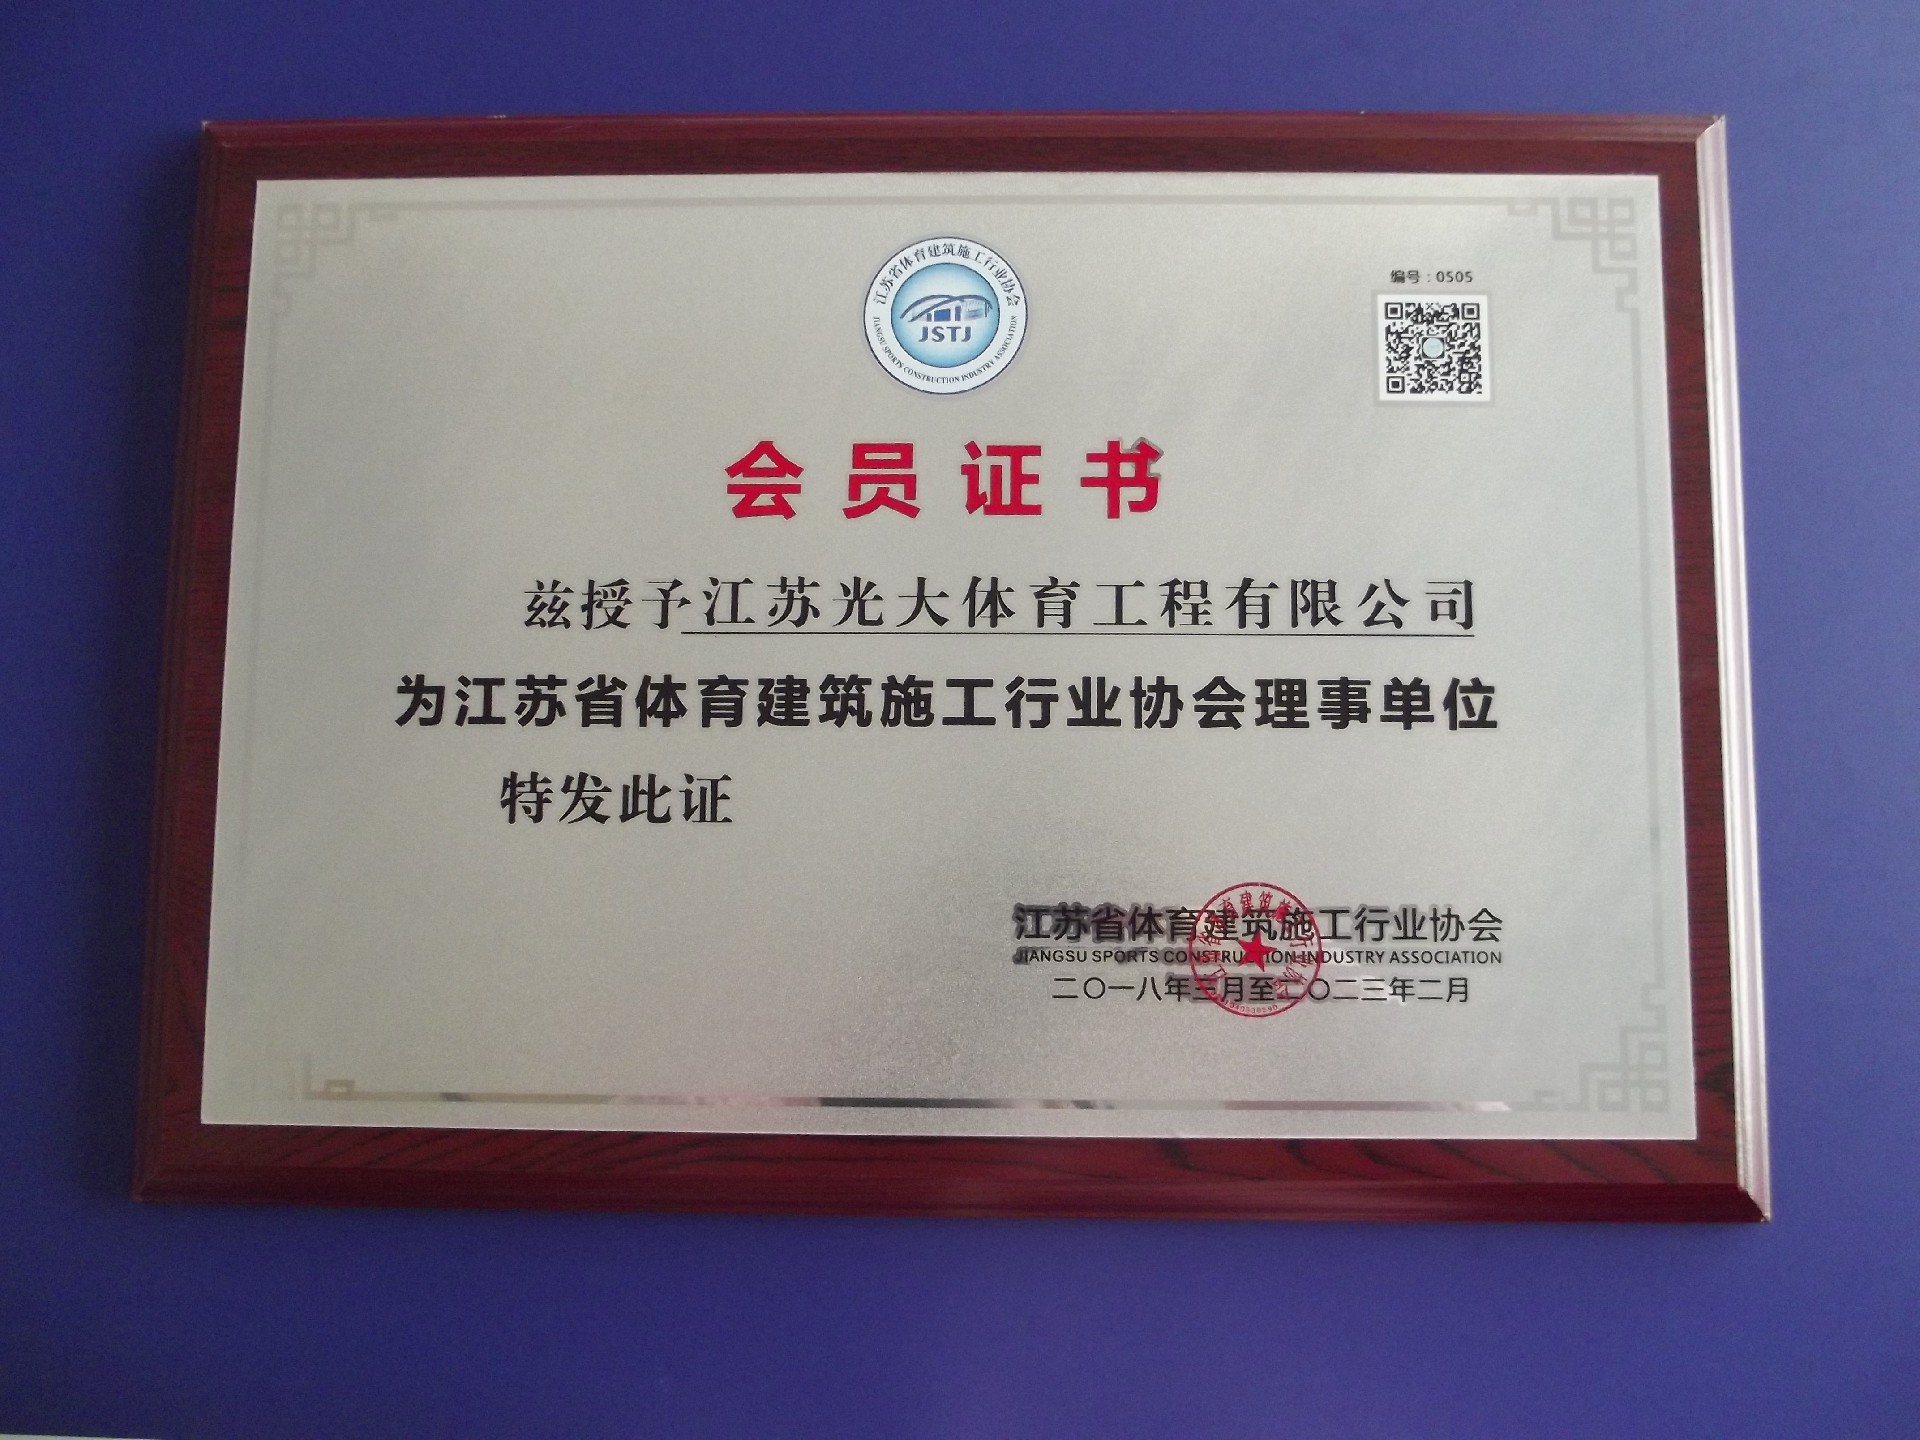 江苏省体育建筑施工行业协会
JSTJ
JIANGSU SPORTS CONSTRUCTION INDUSTRY ASSOCIATION
编号：0505
会员证书
兹授予江苏光大体育工程有限公司
为江苏省体育建筑施工行业协会理事单位
特发此证
江苏省体育建筑施工行业协会
JIANGSU SPORTS CONSTRUCTION INDUSTRY ASSOCIATION
二〇一八年三月至二〇二三年二月